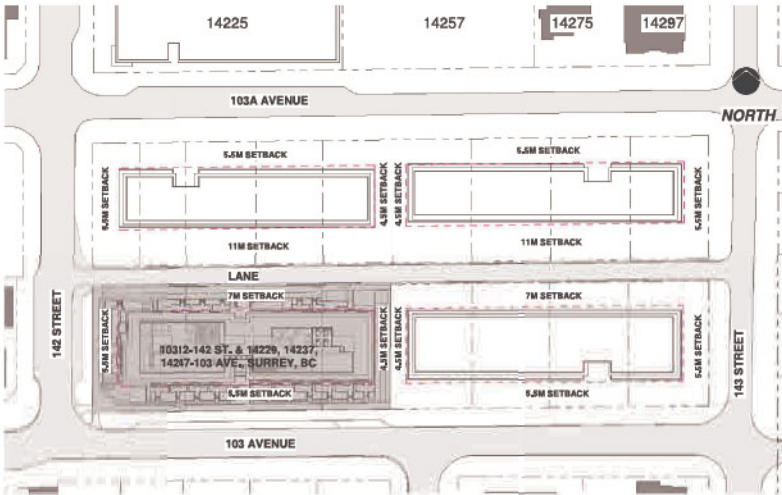 14225
14257
14275
14297
103A AVENUE
NORTH
5.5M SETBACK
5.5M SETBACK
5.5M SETBACK
4.5M SETBACK
4.5M SETBACK
5.5M SETBACK
11M SETBACK
11M SETBACK
LANE
7M SETBACK
7M SETBACK
142 STREET
5.5M SETBACK
10312-142 ST. & 14229, 14237,
14247-103 AVE., SURREY, BC
4.5M SETBACK
4.5M SETBACK
5.5M SETBACK
143 STREET
5.5M SETBACK
5.5M SETBACK
103 AVENUE